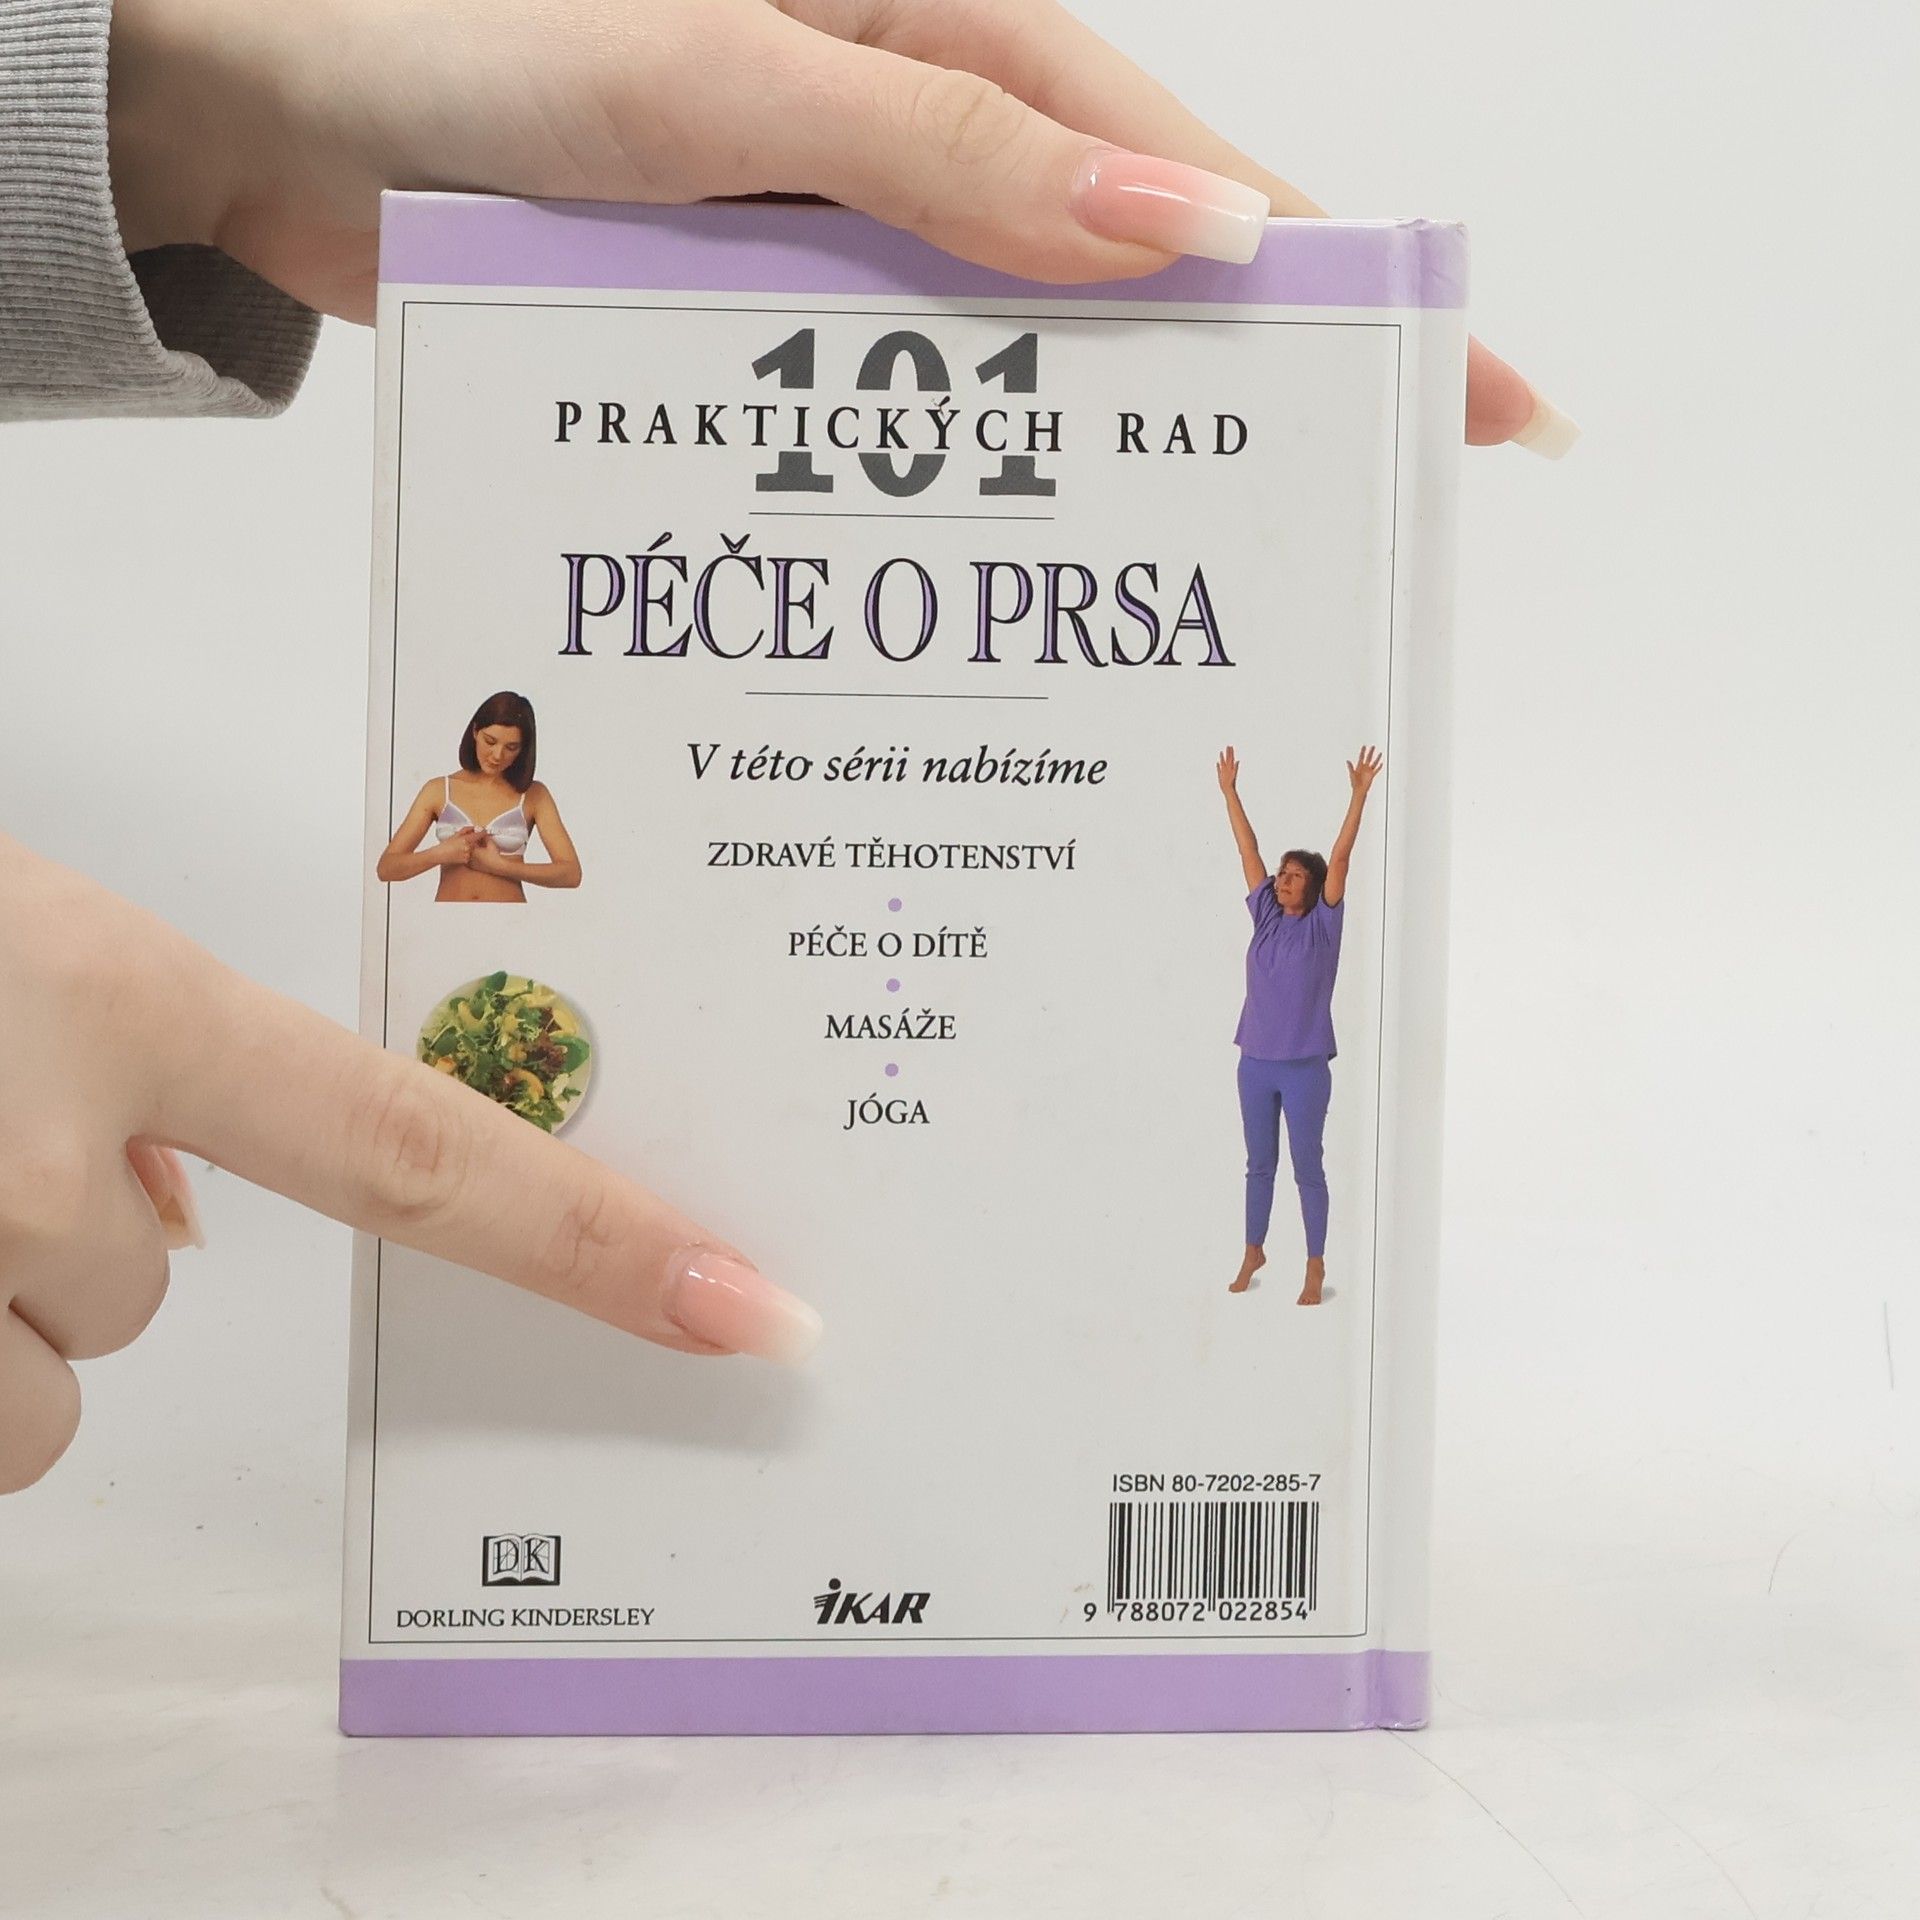 101
PRAKTICKÝCH RAD
PÉČE O PRSA
V této sérii nabízíme
ZDRAVÉ TĚHOTENSTVÍ
PÉČE O DÍTĚ
MASÁŽE
JÓGA
ISBN 80-7202-285-7
9 788072 022854
DK
DORLING KINDERSLEY
IKAR